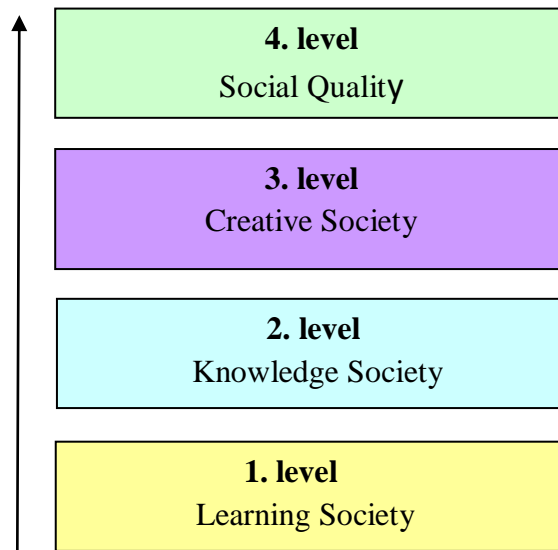 4. level
Social Quality
3. level
Creative Society
2. level
Knowledge Society
1. level
Learning Society